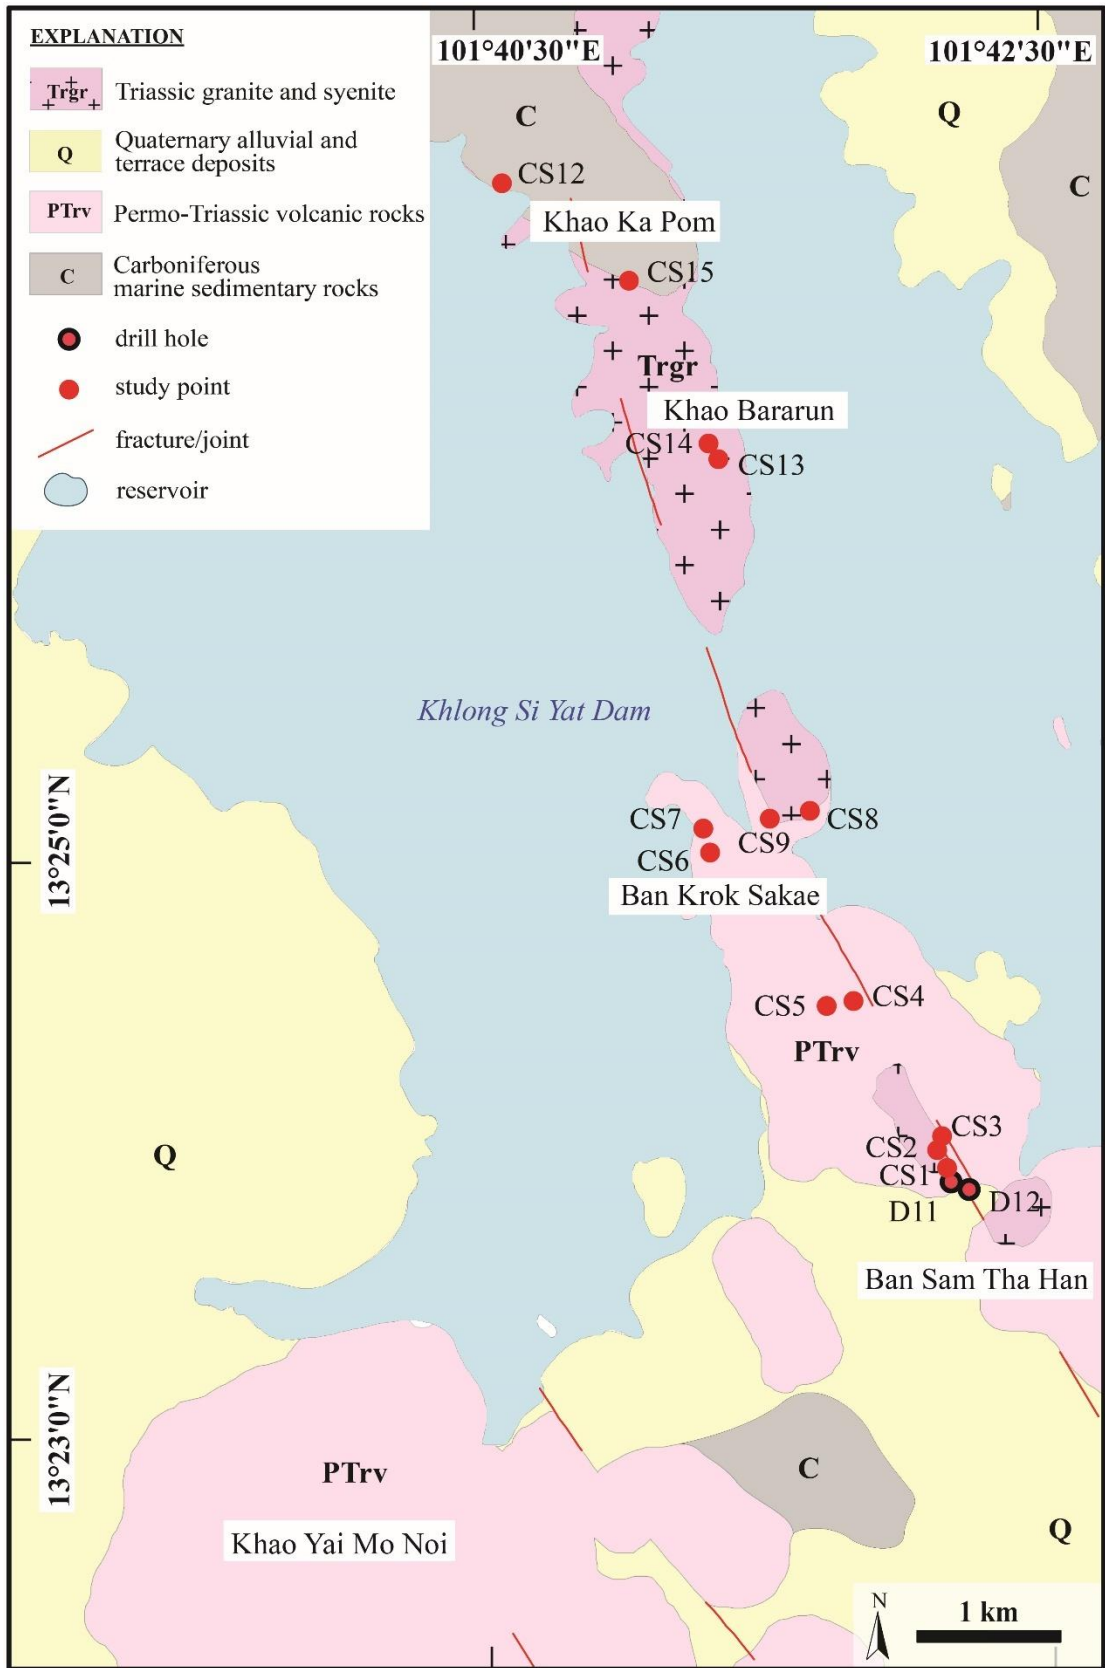 EXPLANATION
Trgr
Triassic granite and syenite
Q
Quaternary alluvial and
terrace deposits
PTrv
Permo-Triassic volcanic rocks
C
Carboniferous
marine sedimentary rocks
drill hole
study point
fracture/joint
reservoir
101°40'30"E
101°42'30"E
C
Q
C
CS12
Khao Ka Pom
CS15
Trgr
Khao Bararun
CS14
CS13
Khlong Si Yat Dam
13°25'0"N
CS7
CS8
CS9
CS6
Ban Krok Sakae
CS5
CS4
PTrv
CS3
CS2
CS1
Q
D11
D12
Ban Sam Tha Han
13°23'0"N
PTrv
C
Khao Yai Mo Noi
Q
N
1 km